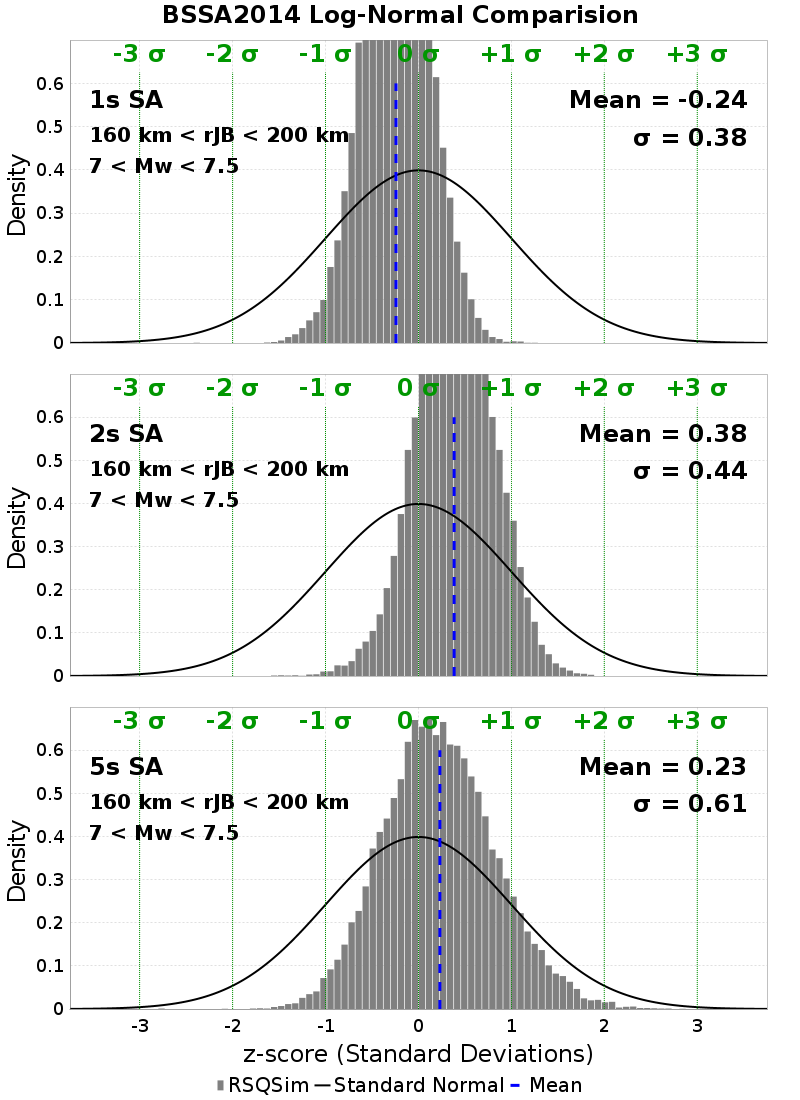 BSSA2014 Log-Normal Comparision
-3 σ -2 σ -1 σ 0 σ +1 σ +2 σ +3 σ
0.6
1s SA Mean = -0.24
0.5
160 km < rJB < 200 km σ = 0.38
7 < Mw < 7.5
0.4
Density
0.3
0.2
0.1
0
-3 σ -2 σ -1 σ 0 σ +1 σ +2 σ +3 σ
0.6
2s SA Mean = 0.38
0.5
160 km < rJB < 200 km σ = 0.44
7 < Mw < 7.5
0.4
Density
0.3
0.2
0.1
0
-3 σ -2 σ -1 σ 0 σ +1 σ +2 σ +3 σ
0.6
5s SA Mean = 0.23
0.5
160 km < rJB < 200 km σ = 0.61
7 < Mw < 7.5
0.4
Density
0.3
0.2
0.1
0
-3 -2 -1 0 1 2 3
z-score (Standard Deviations)
RSQSim Standard Normal Mean